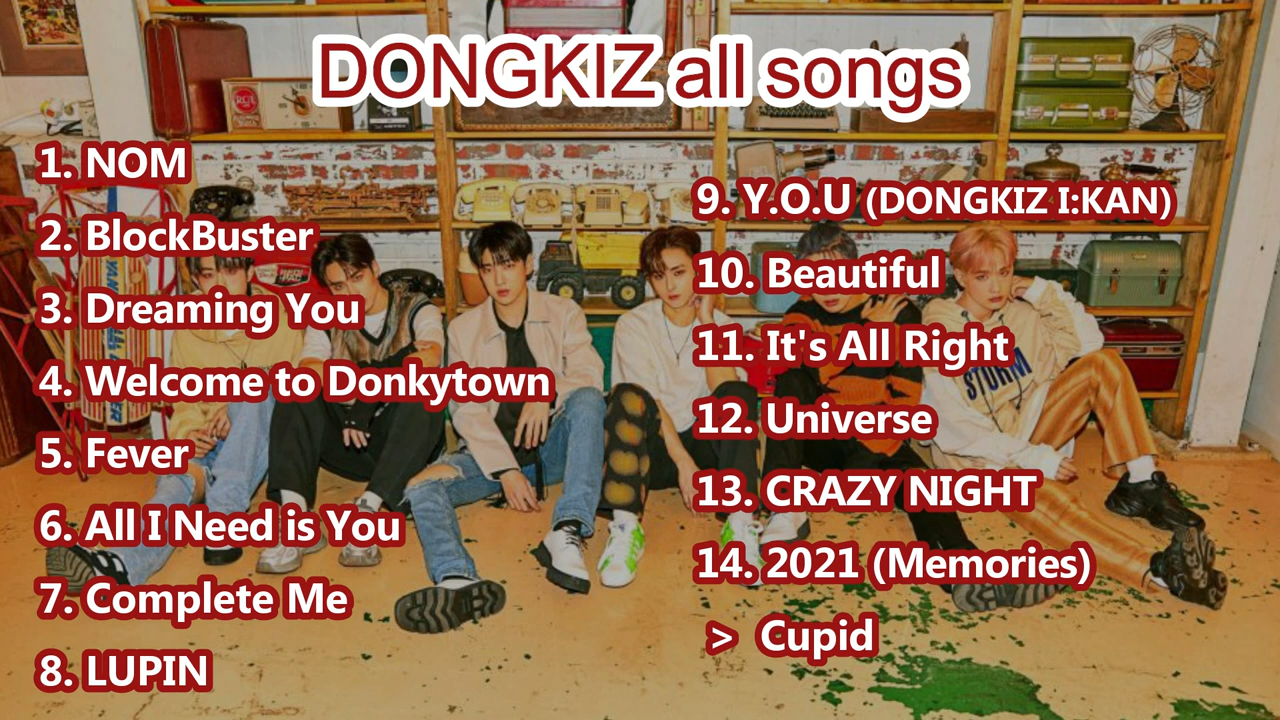 DONGKIZ all songs
1. NOM
2. BlockBuster
3. Dreaming You
4. Welcome to Donkytown
5. Fever
6. All I Need is You
7. Complete Me
8. LUPIN
9. Y.O.U (DONGKIZ I:KAN)
10. Beautiful
11. It's All Right
12. Universe
13. CRAZY NIGHT
14. 2021 (Memories)
> Cupid
STORM